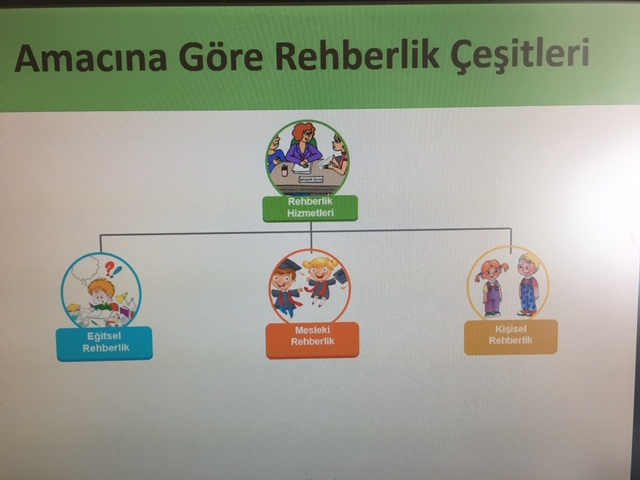 Amacına Göre Rehberlik Çeşitleri
Rehberlik
Hizmetleri
Eğitsel
Rehberlik
Mesleki
Rehberlik
Kişisel
Rehberlik